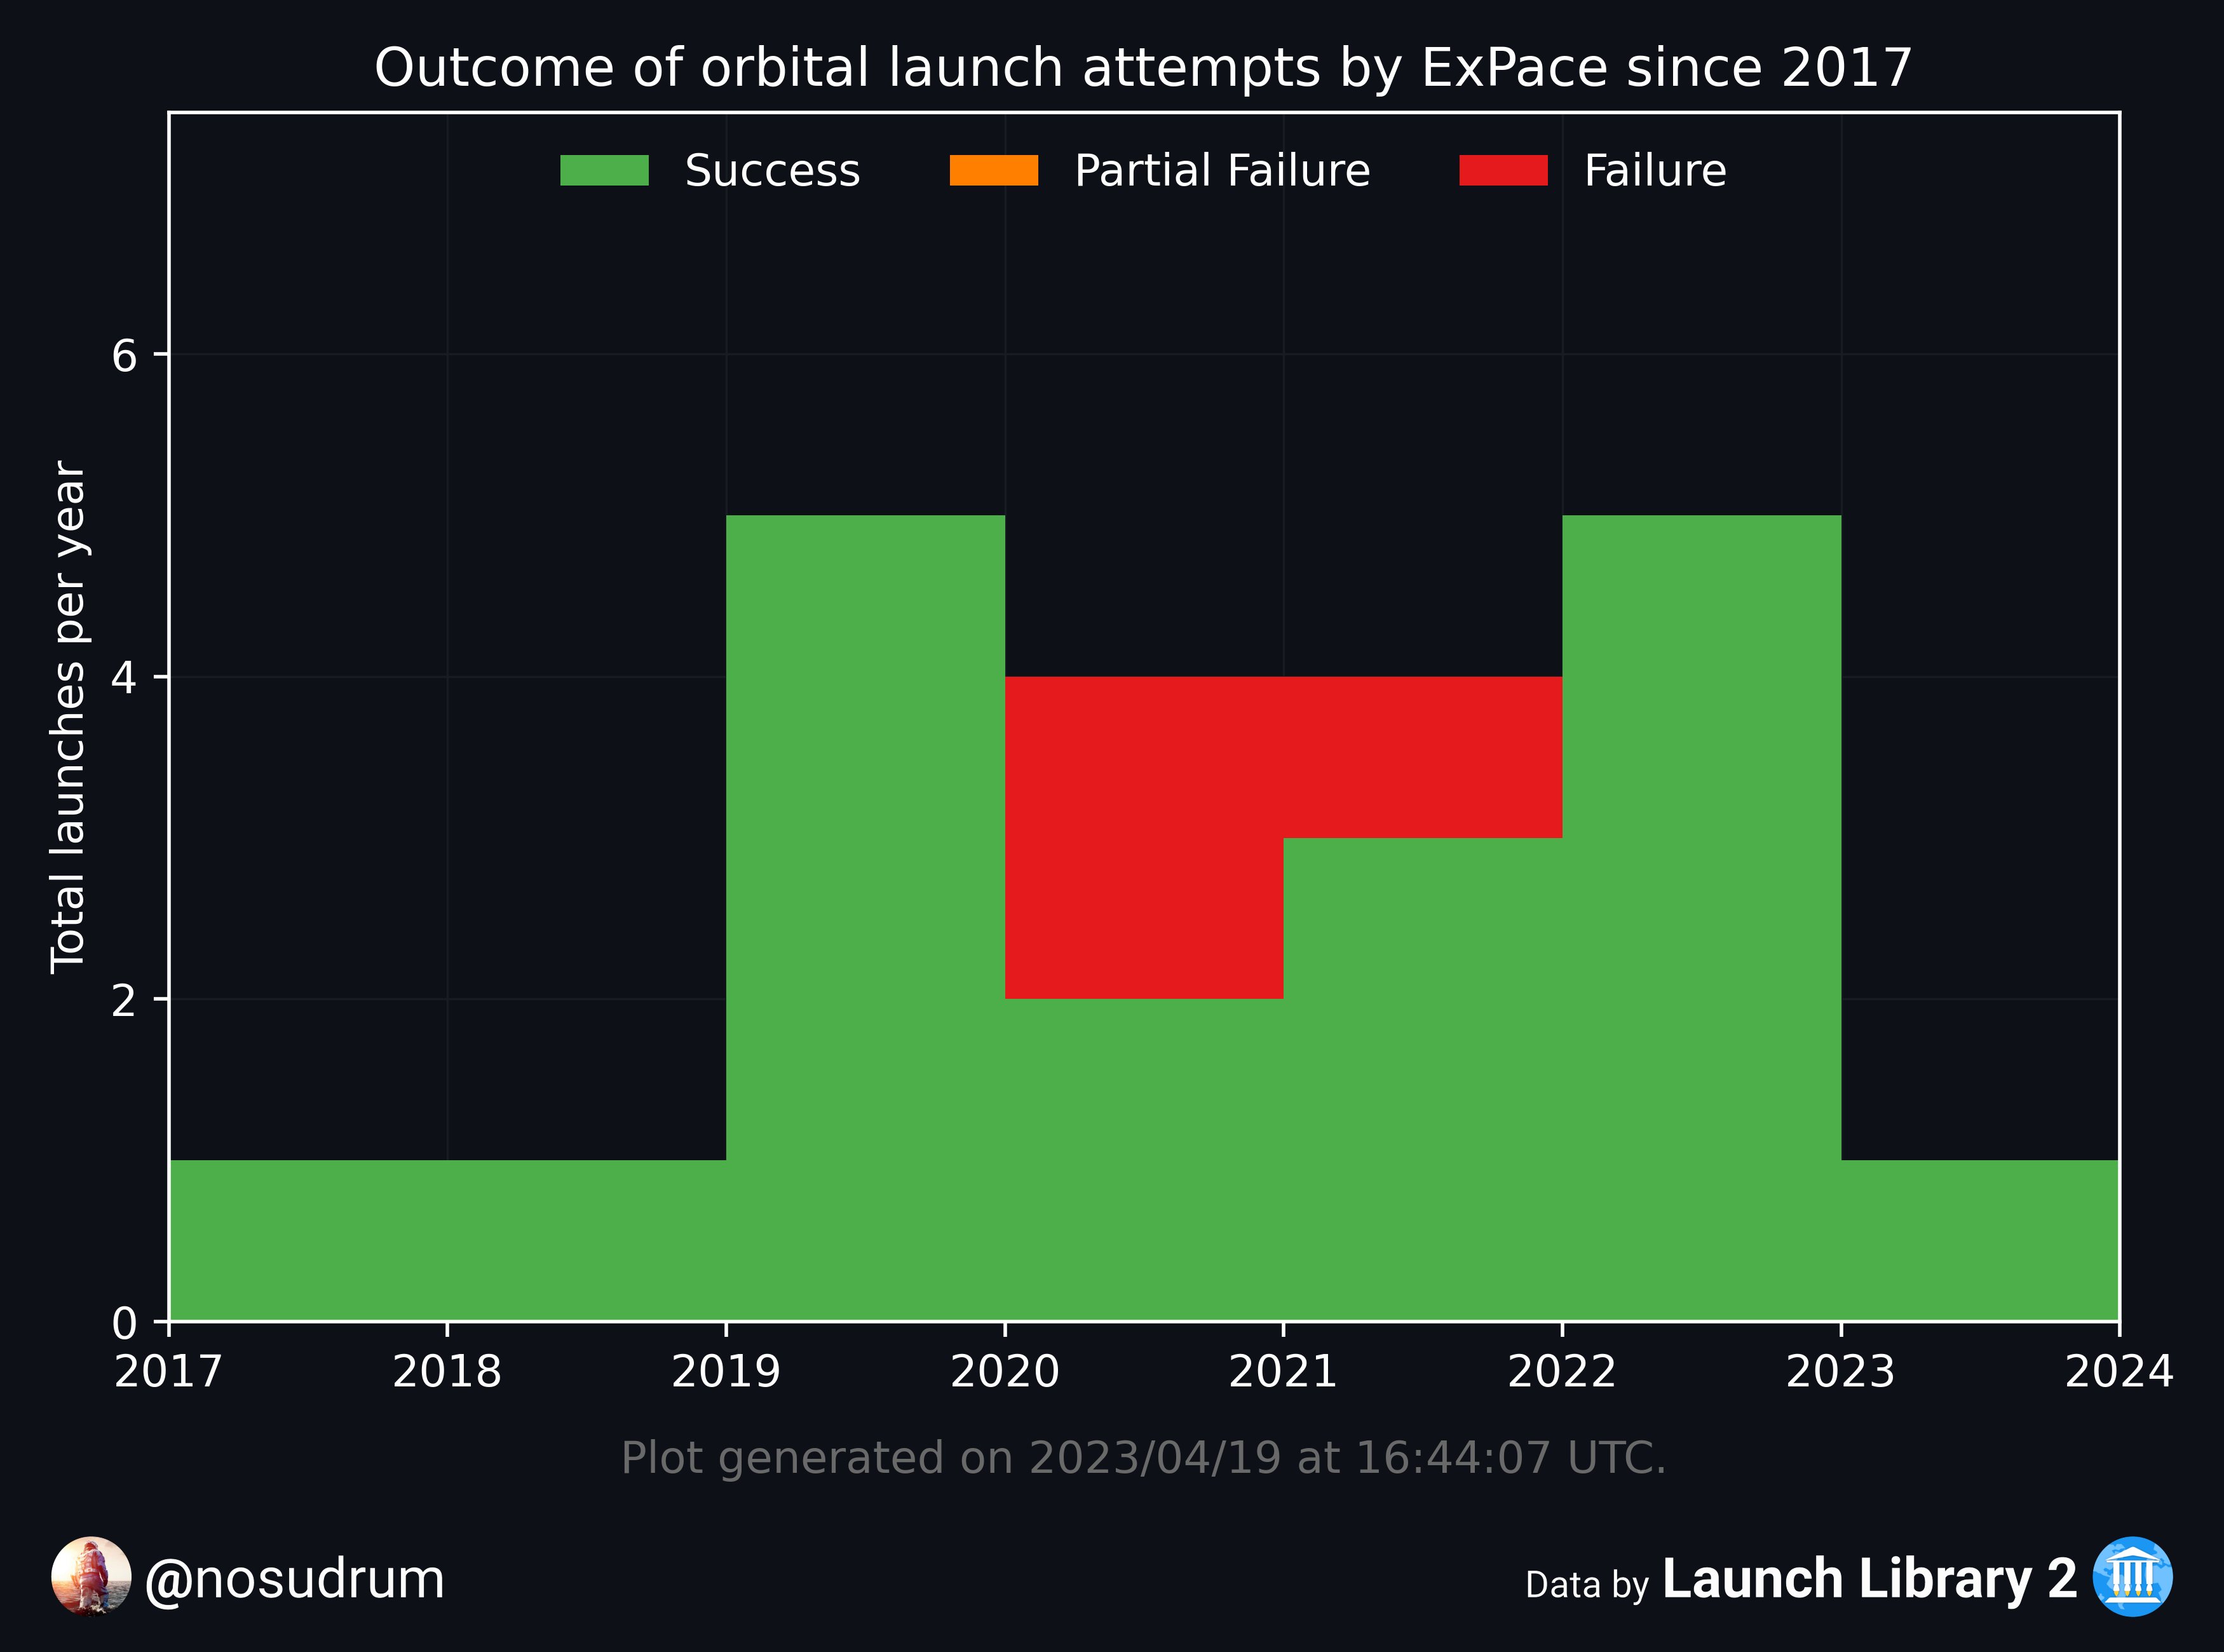 Outcome of orbital launch attempts by ExPace since 2017
Success Partial Failure Failure
Total launches per year
6
4
2
0
2017 2018 2019 2020 2021 2022 2023 2024
Plot generated on 2023/04/19 at 16:44:07 UTC.
@nosudrum
Data by Launch Library 2